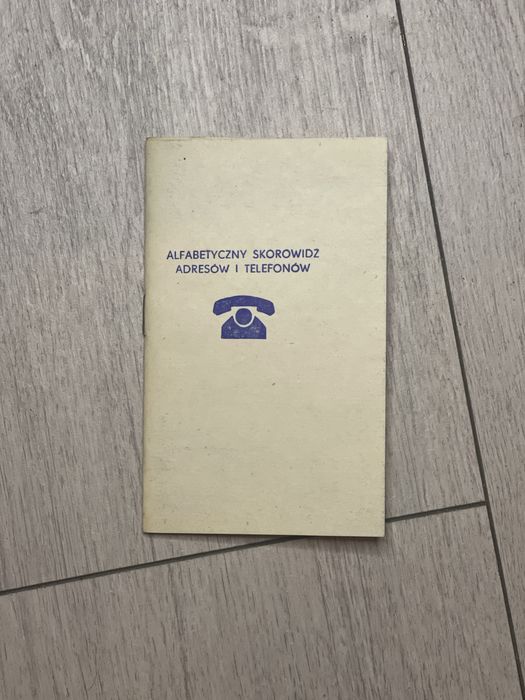 ALFABETYCZNY SKOROWIDZ
ADRESÓW I TELEFONÓW